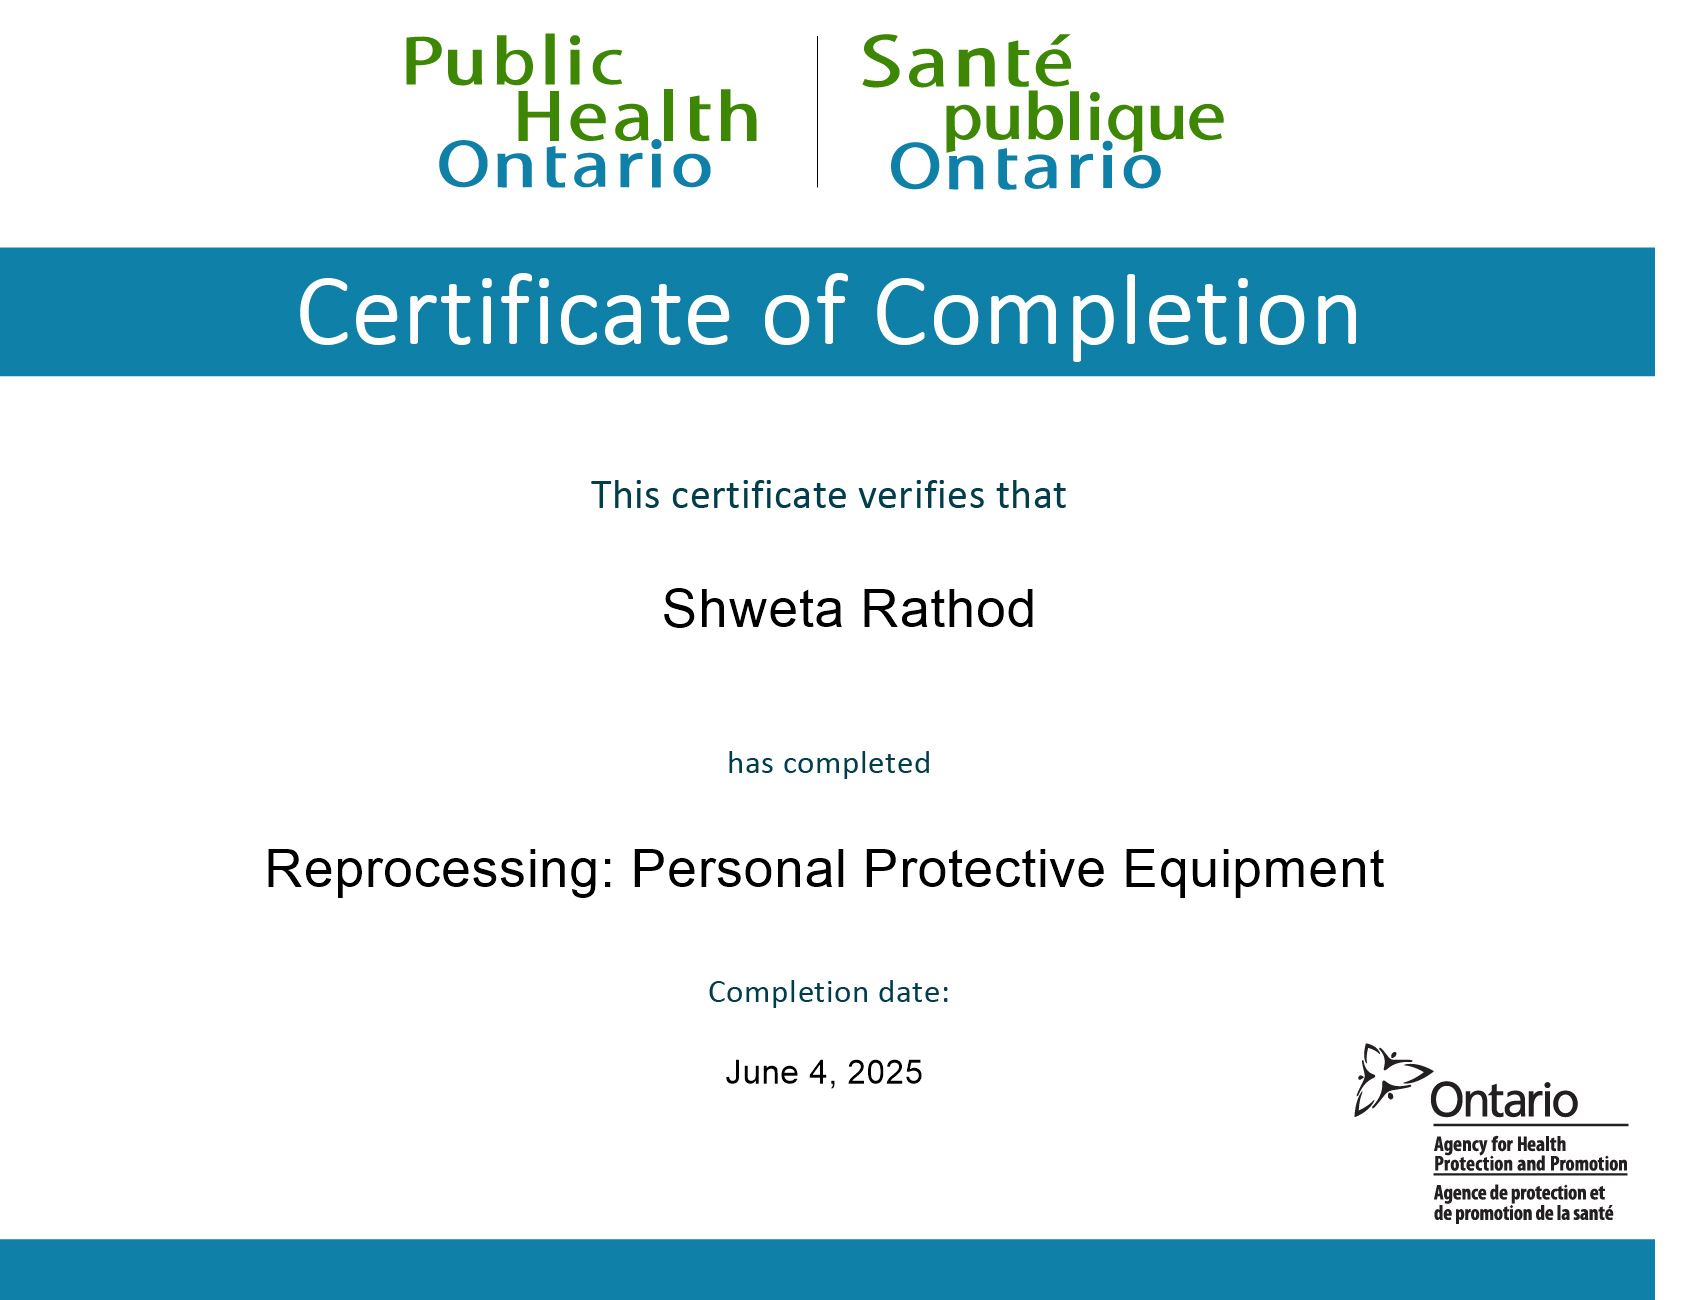 Public
Health
Ontario
Santé
publique
Ontario
Certificate of Completion
This certificate verifies that
Shweta Rathod
has completed
Reprocessing: Personal Protective Equipment
Completion date:
June 4, 2025
Ontario
Agency for Health
Protection and Promotion
Agence de protection et
de promotion de la santé